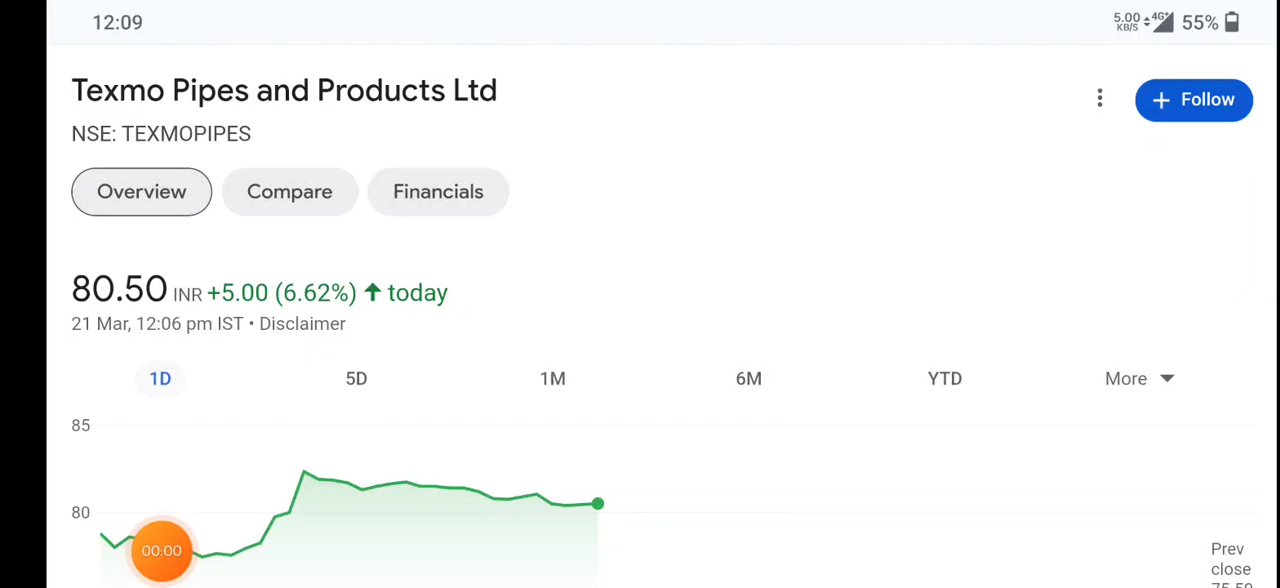 12:09
5.00 KB/S 4G+ 55%
Texmo Pipes and Products Ltd
+ Follow
NSE: TEXMOPIPES
Overview Compare Financials
80.50 INR +5.00 (6.62%) ↑ today
21 Mar, 12:06 pm IST • Disclaimer
1D 5D 1M 6M YTD More
85
80
00:00
Prev
close